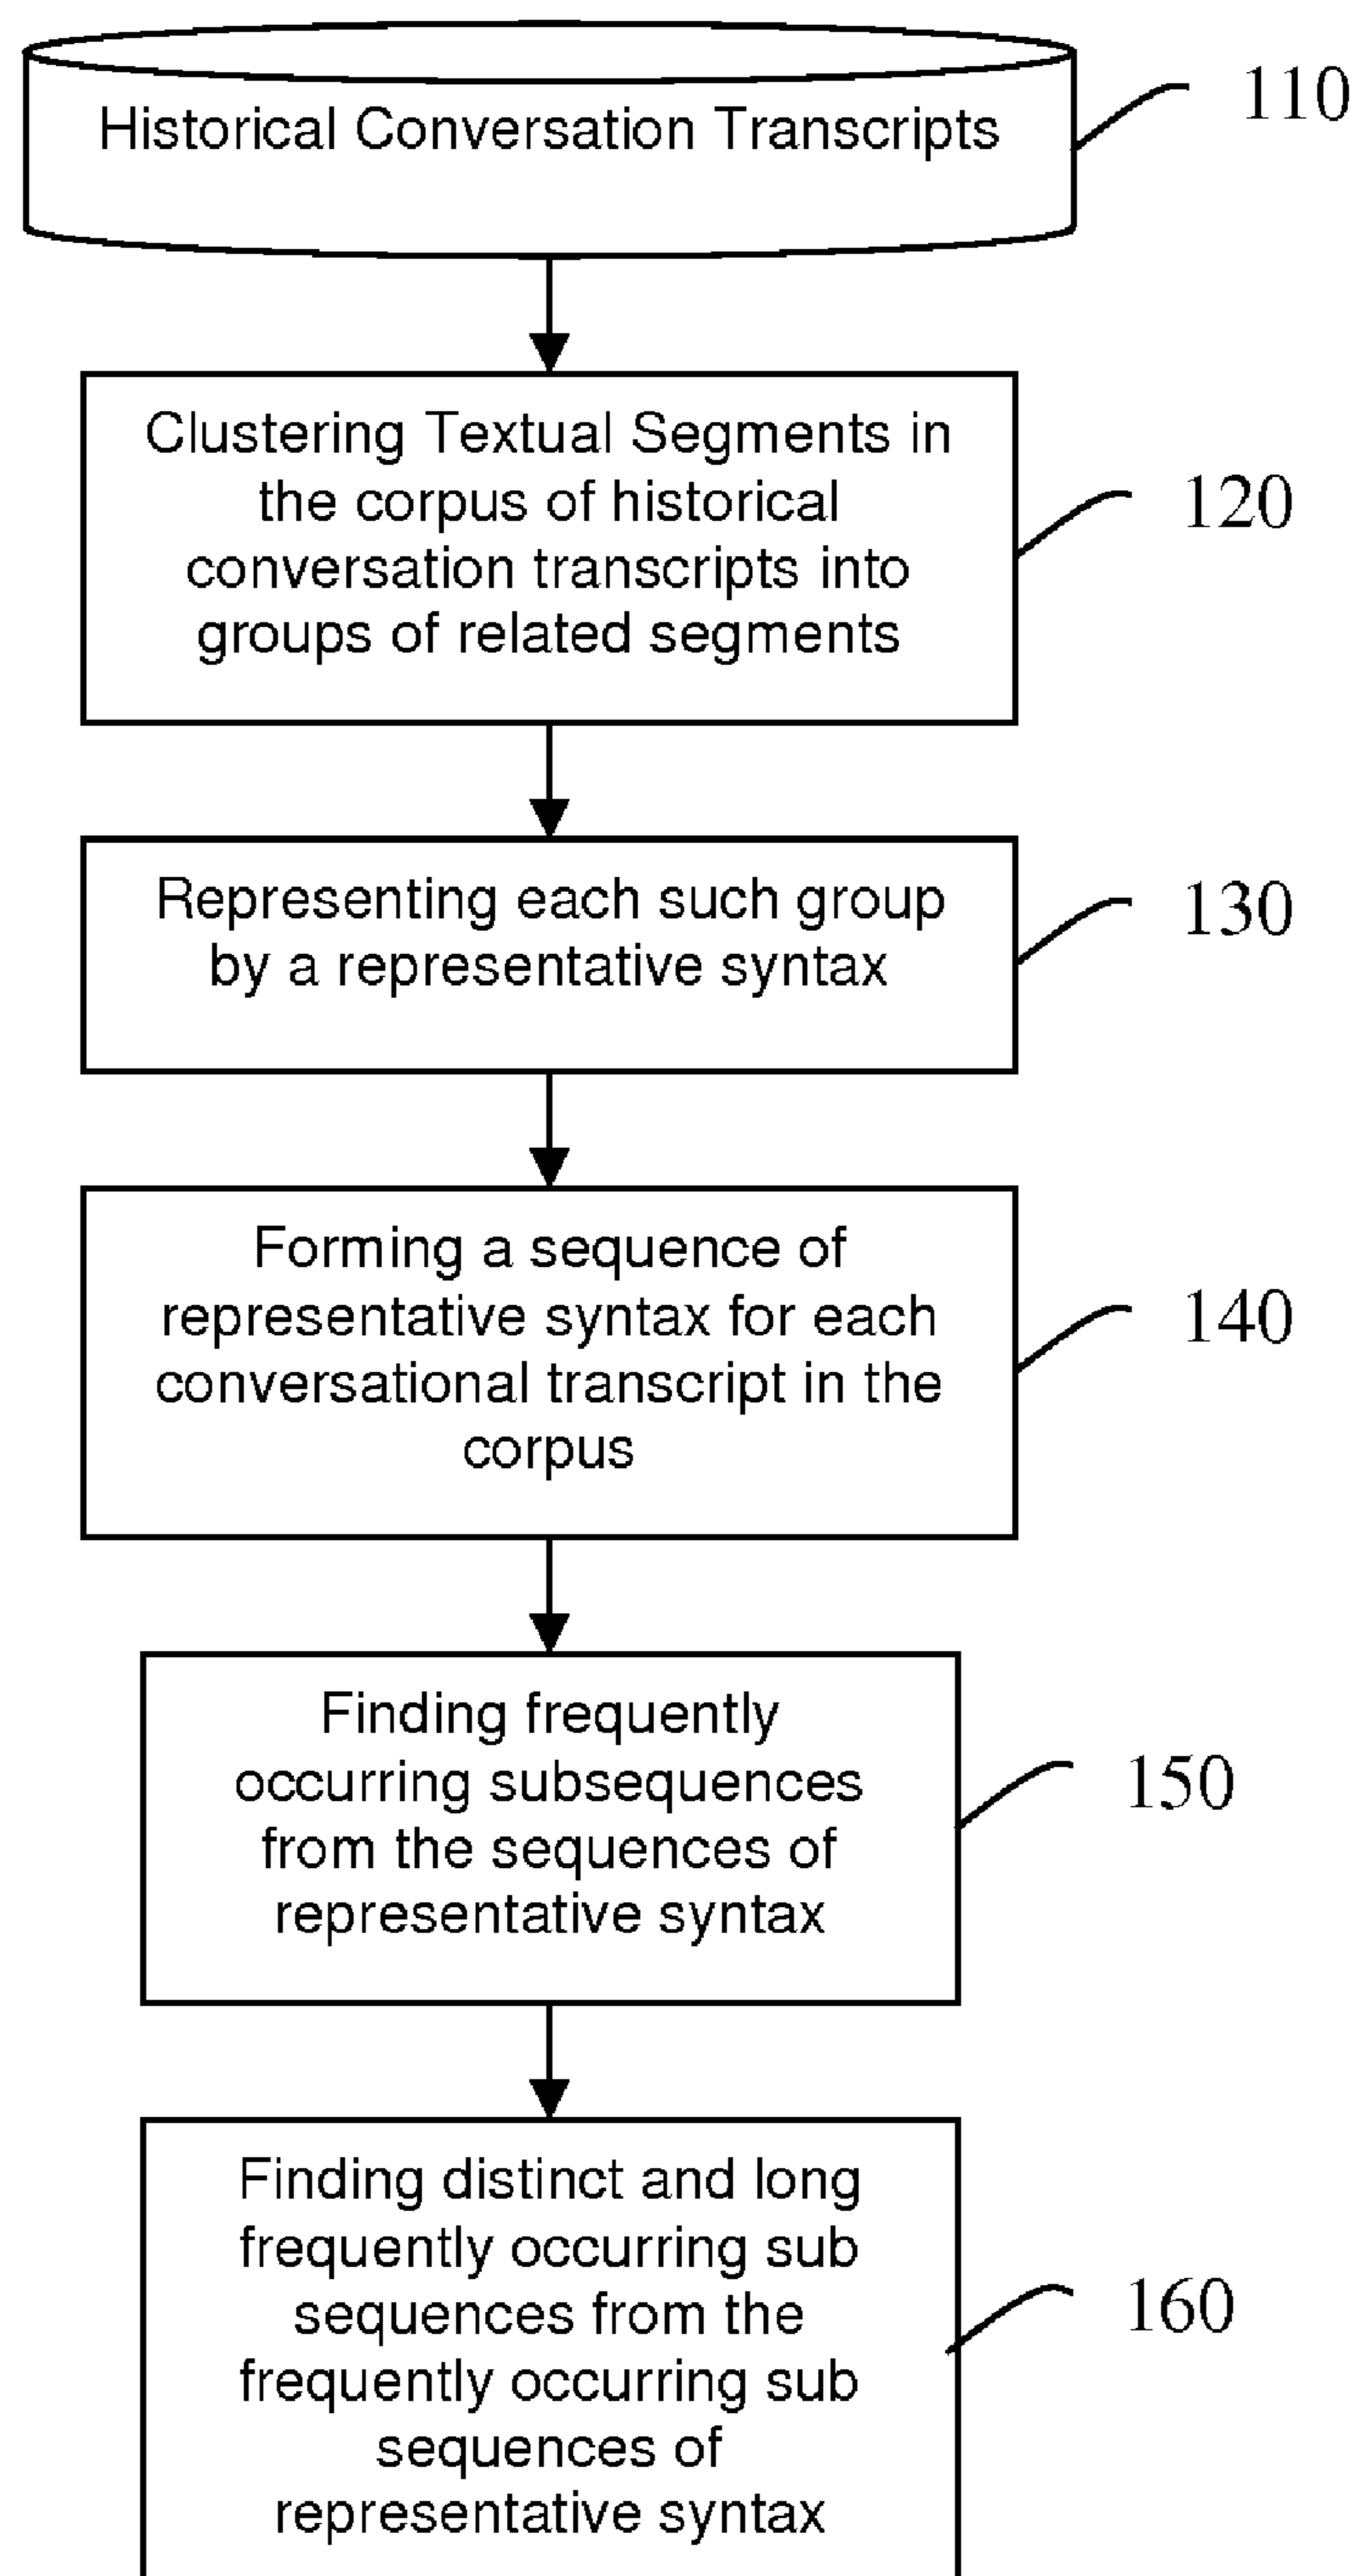 Historical Conversation Transcripts
110
Clustering Textual Segments in
the corpus of historical
conversation transcripts into
groups of related segments
120
Representing each such group
by a representative syntax
130
Forming a sequence of
representative syntax for each
conversational transcript in the
corpus
140
Finding frequently
occurring subsequences
from the sequences of
representative syntax
150
Finding distinct and long
frequently occurring sub
sequences from the
frequently occurring sub
sequences of
representative syntax
160